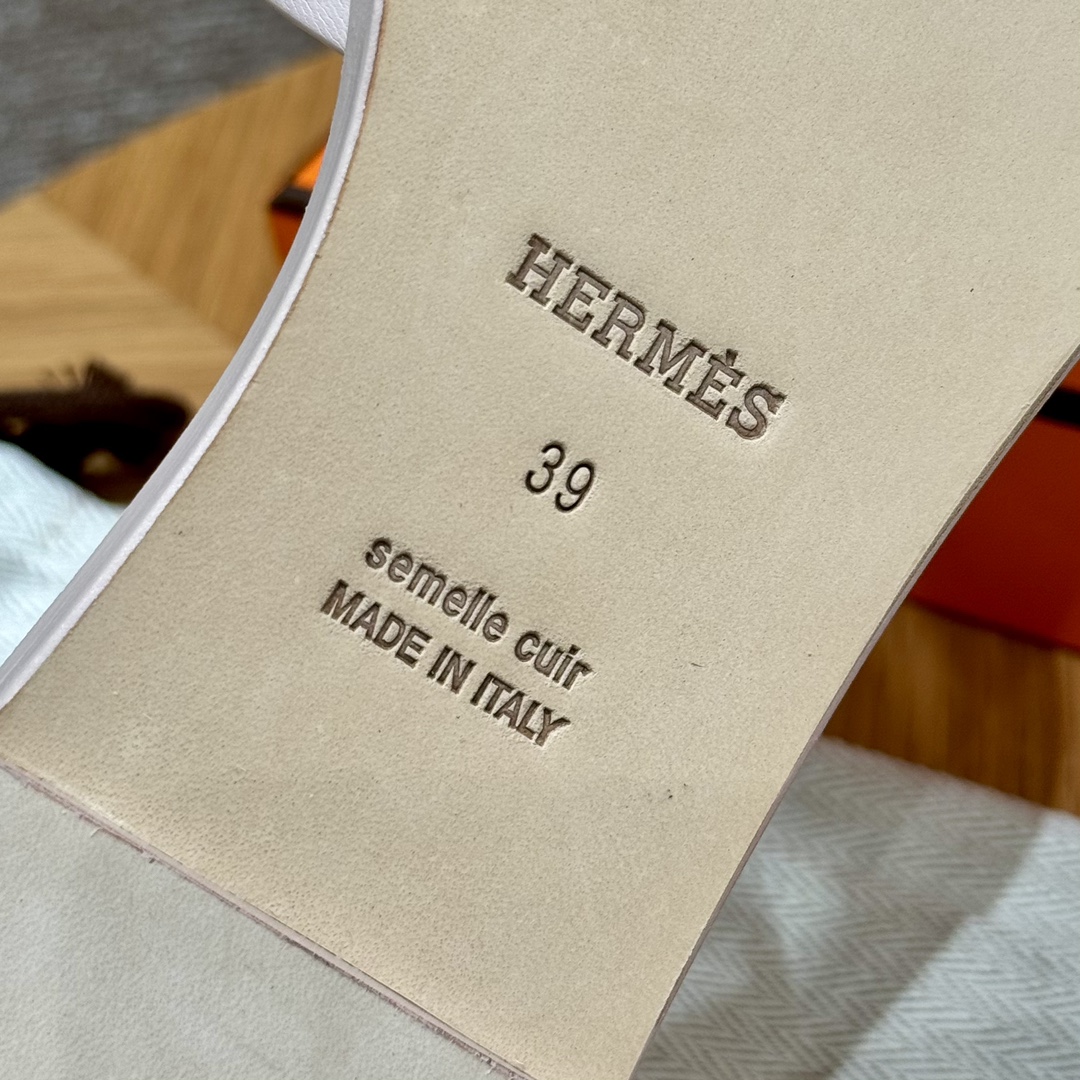 HERMÈS
39
semelle cuir
MADE IN ITALY